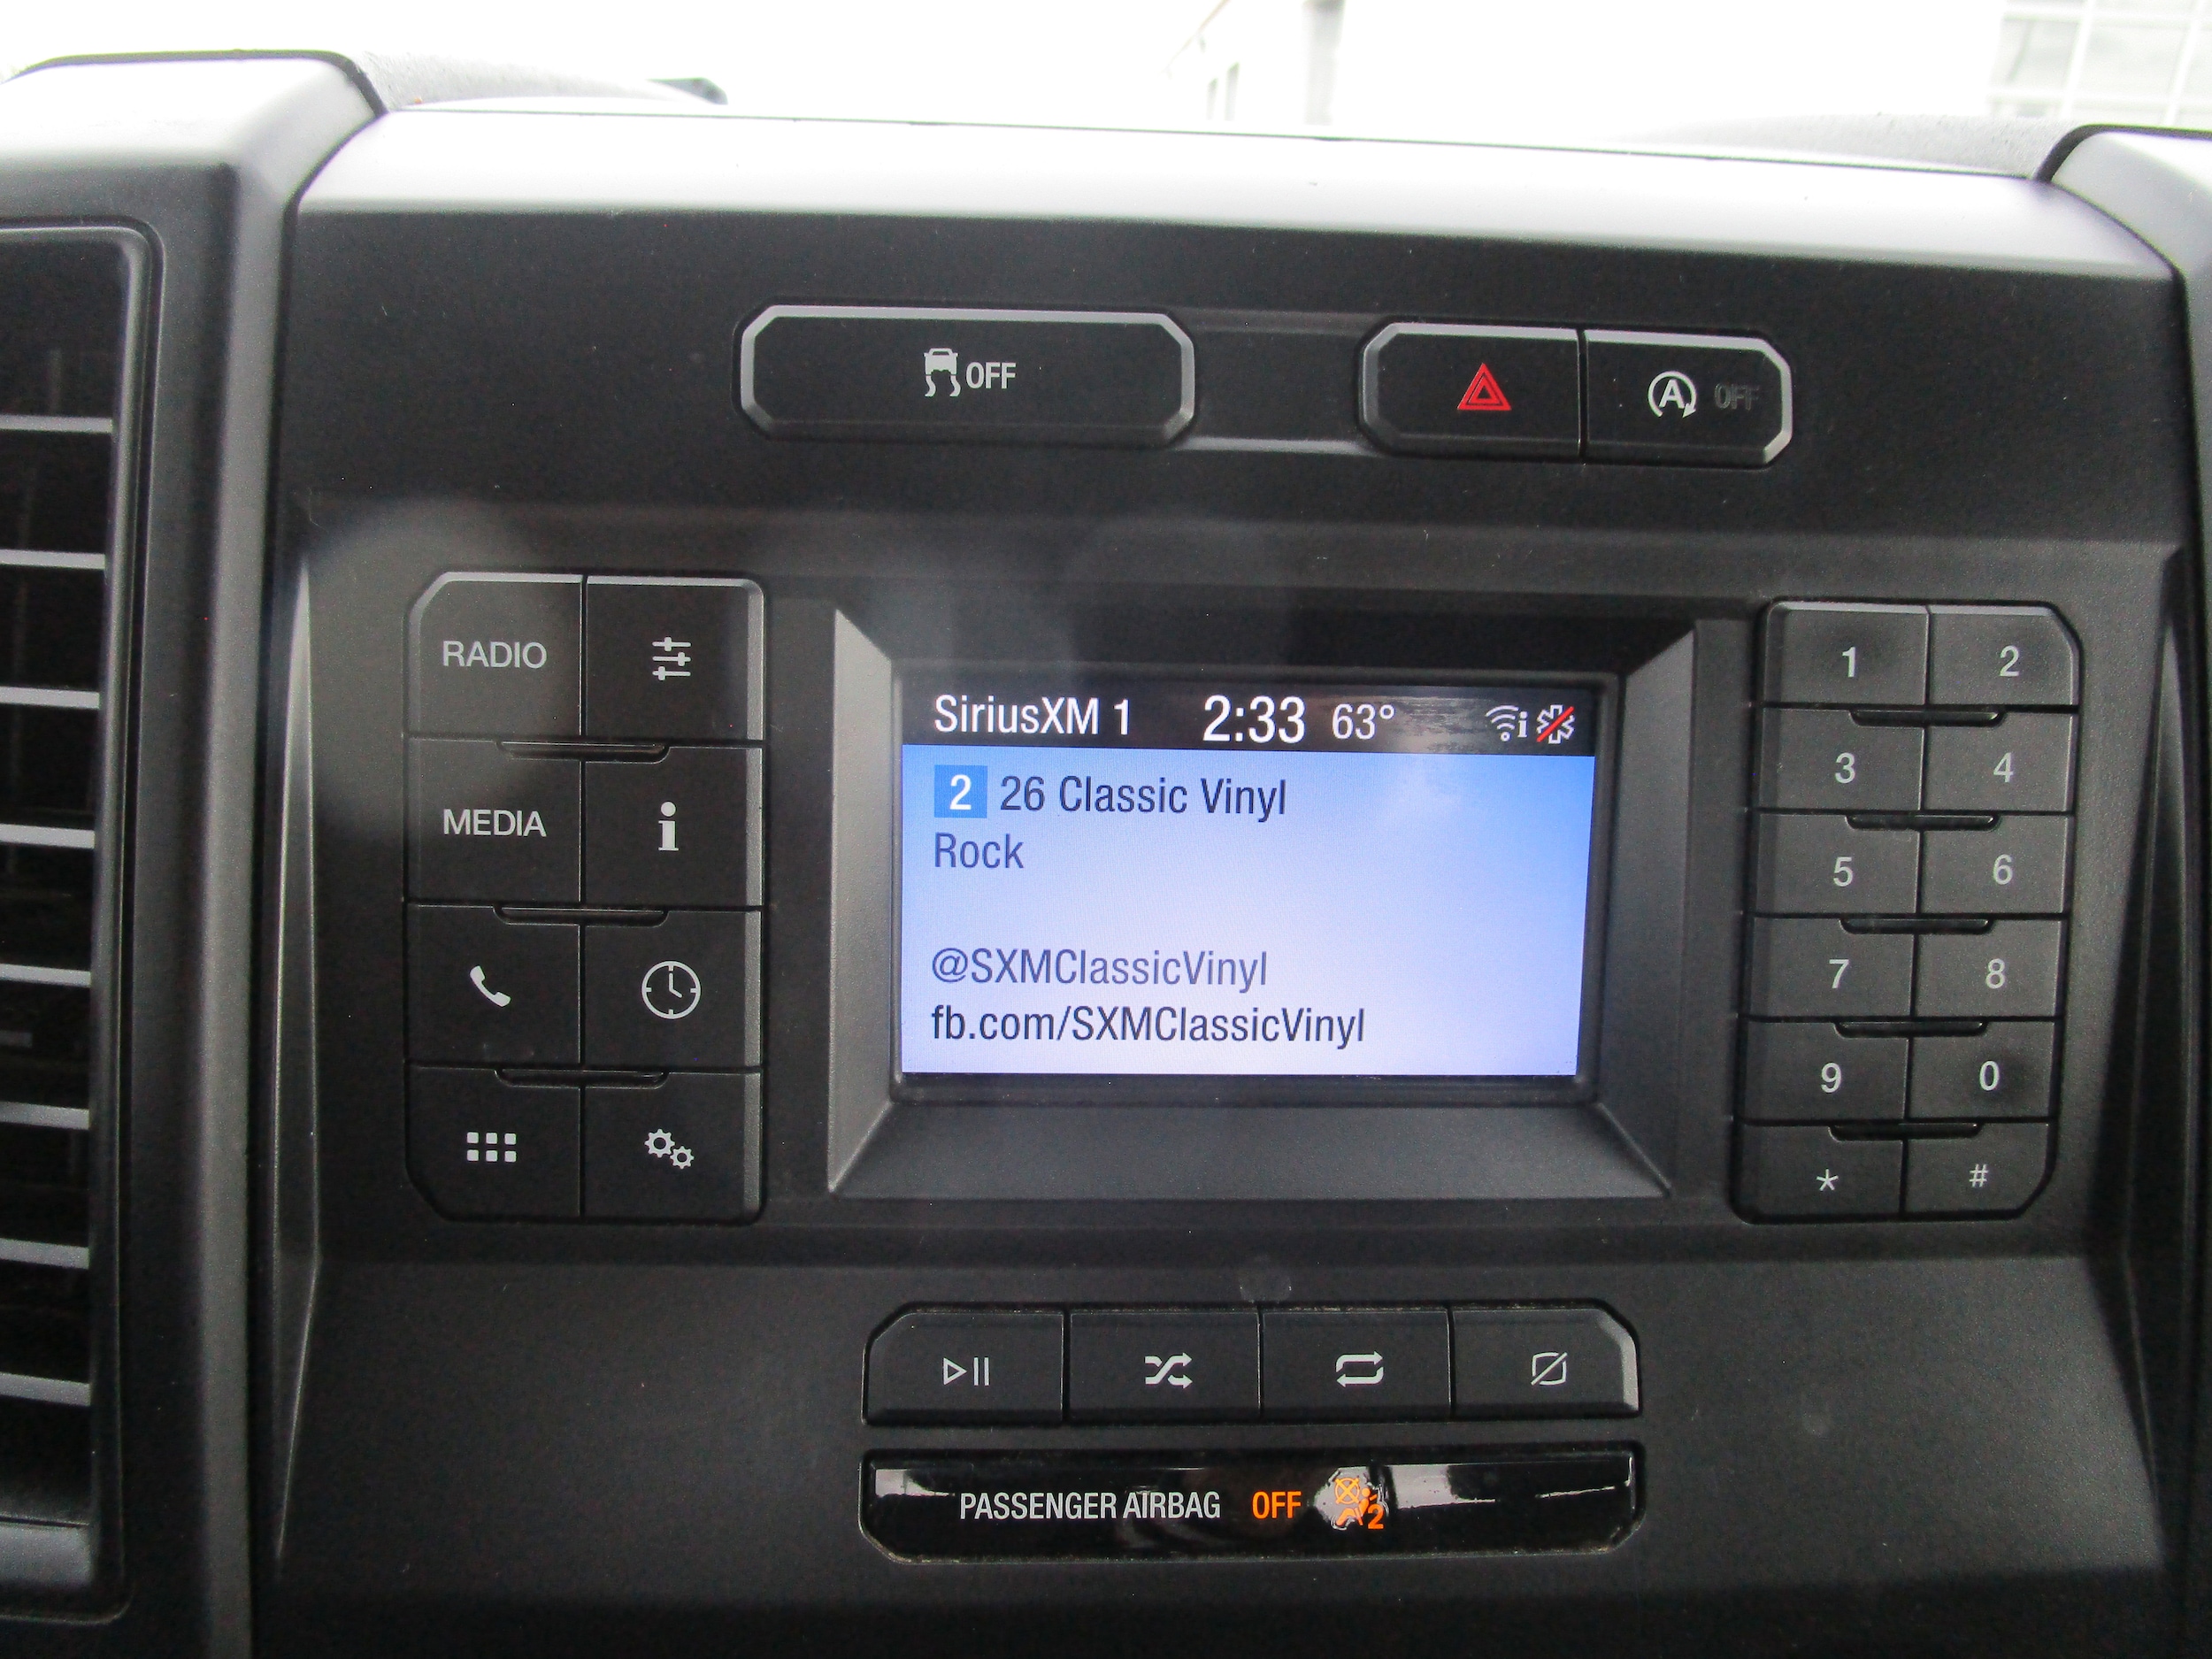 OFF
A OFF
RADIO
MEDIA
SiriusXM 1 2:33 63° i
2 26 Classic Vinyl
Rock
@SXMClassicVinyl
fb.com/SXMClassicVinyl
i
1 2
3 4
5 6
7 8
9 0
* #
PASSENGER AIRBAG OFF 2